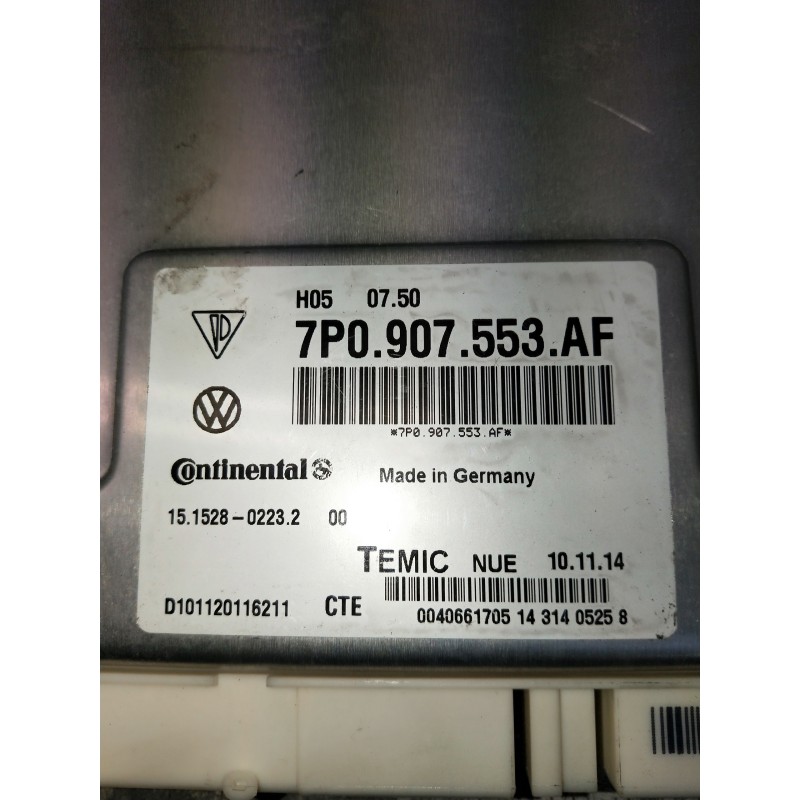 H05 07.50
7P0.907.553.AF
*7P0.907.553.AF*
Continental
Made in Germany
15.1528-0223.2 00
TEMIC NUE 10.11.14
D101120116211 CTE
0040661705 14 314 0525 8